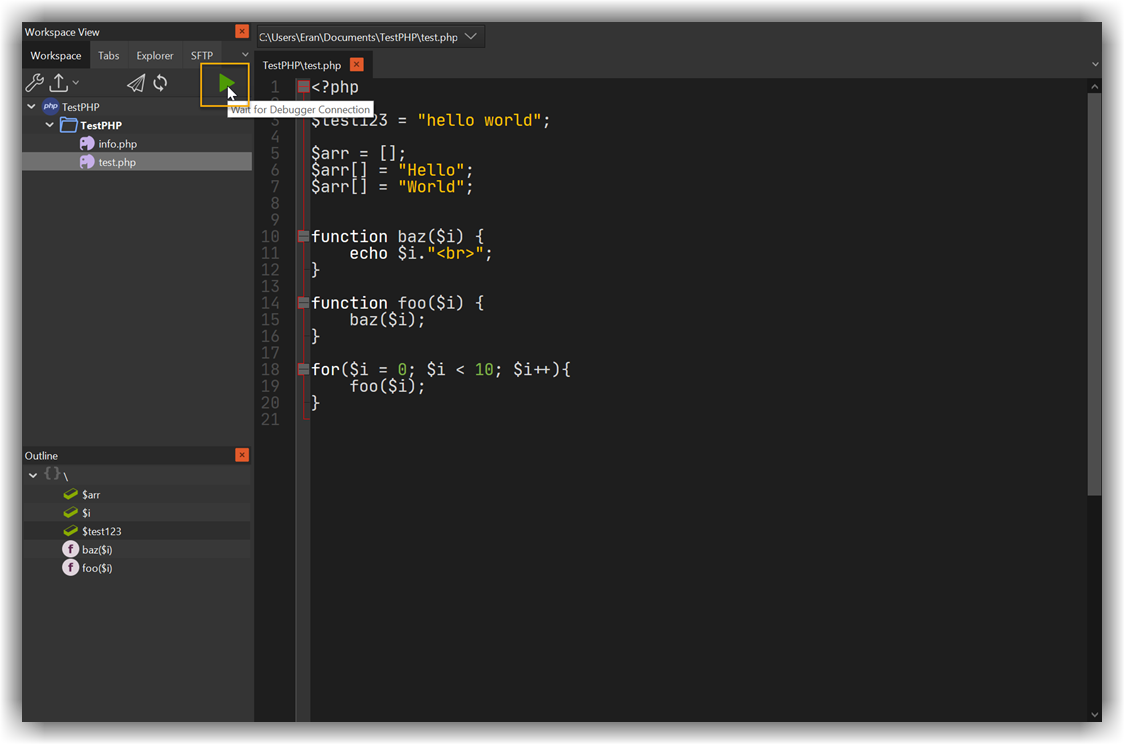 Workspace View
C:\Users\Eran\Documents\TestPHP\test.php
Workspace Tabs Explorer SFTP
TestPHP\test.php
Wait for Debugger Connection
php TestPHP
TestPHP
info.php
test.php
1 <?php
3 $test123 = "hello world";
4
5 $arr = [];
6 $arr[] = "Hello";
7 $arr[] = "World";
8
9
10 function baz($i) {
11     echo $i."<br>";
12 }
13
14 function foo($i) {
15     baz($i);
16 }
17
18 for($i = 0; $i < 10; $i++){
19     foo($i);
20 }
21
Outline
{} \
$arr
$i
$test123
f baz($i)
f foo($i)